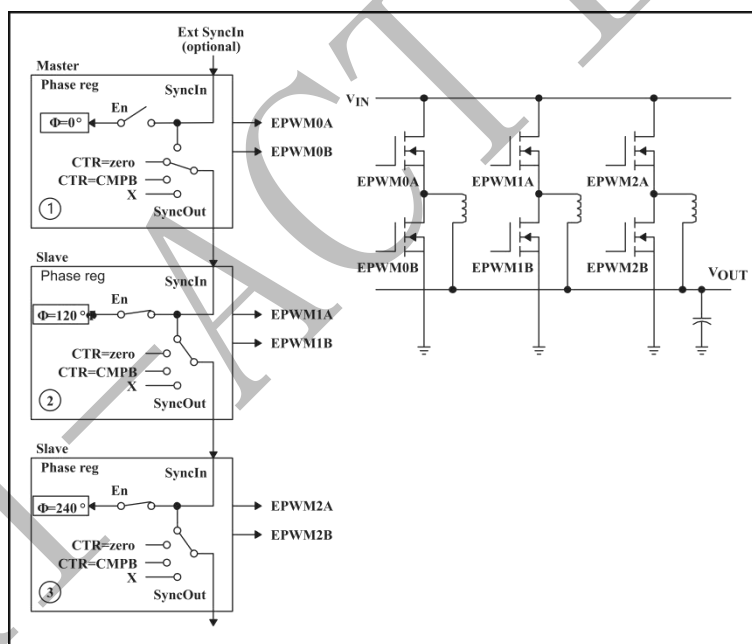 Ext SyncIn
(optional)
Master
Phase reg
SyncIn
En
Φ=0°
EPWM0A
EPWM0B
CTR=zero
CTR=CMPB
X
SyncOut
1
Slave
Phase reg
SyncIn
En
Φ=120°
EPWM1A
EPWM1B
CTR=zero
CTR=CMPB
X
SyncOut
2
Slave
Phase reg
SyncIn
En
Φ=240°
EPWM2A
EPWM2B
CTR=zero
CTR=CMPB
X
SyncOut
3
VIN
EPWM0A
EPWM1A
EPWM2A
EPWM0B
EPWM1B
EPWM2B
VOUT